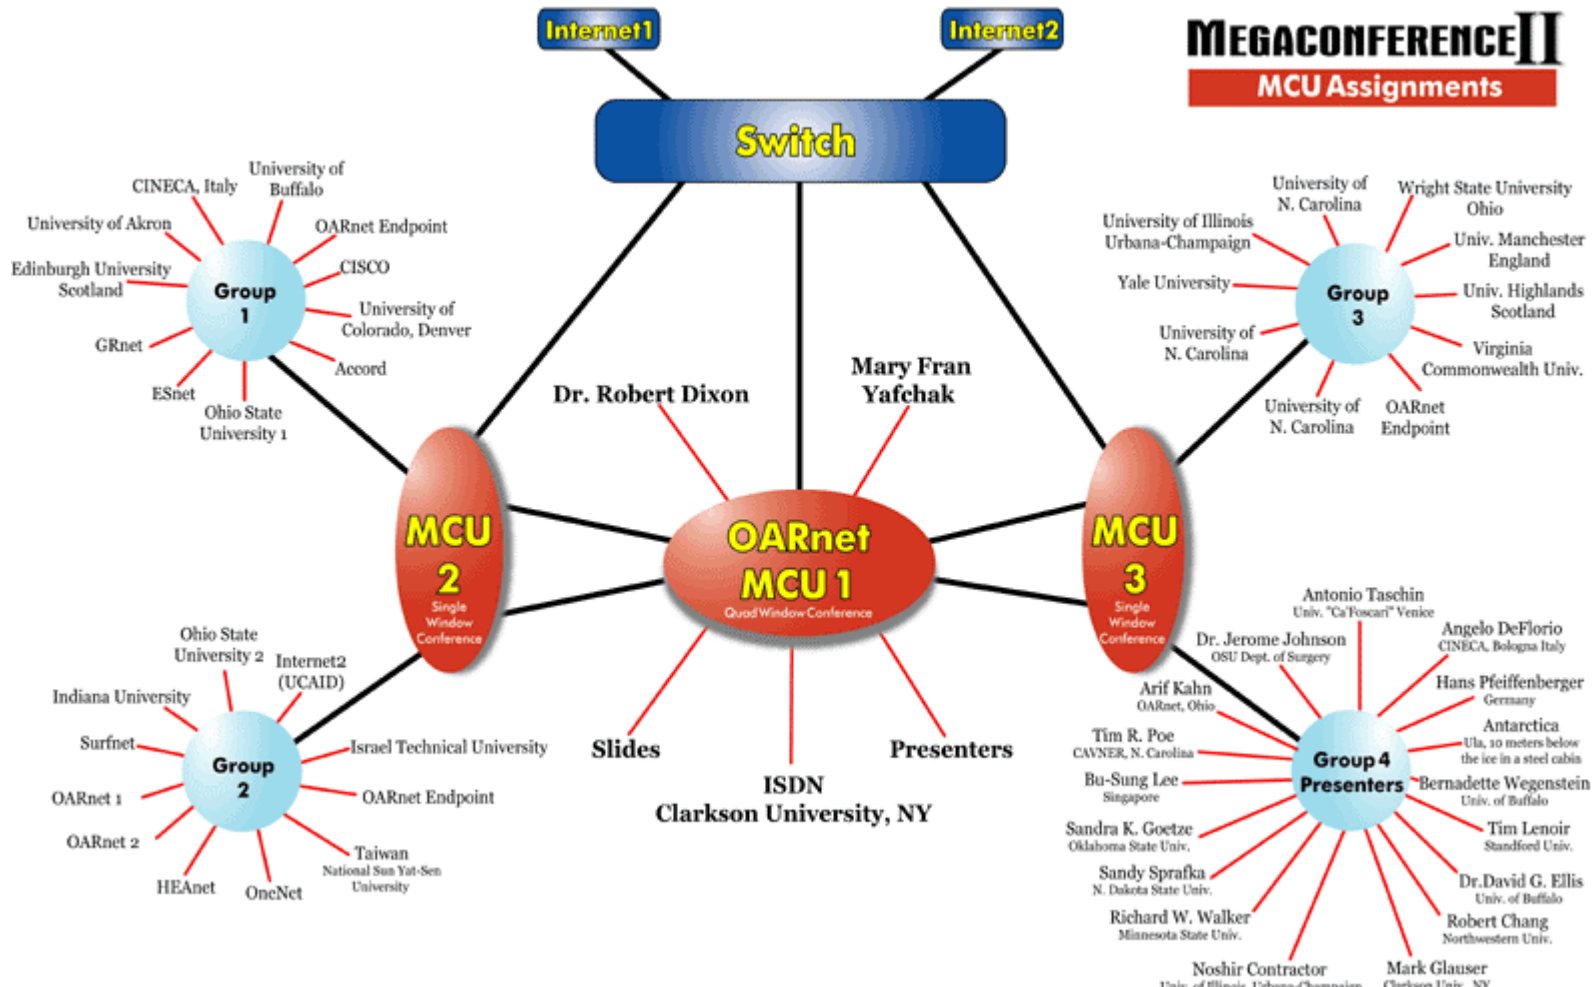 Internet1
Internet2
MEGACONFERENCE II
MCU Assignments
Switch
CINECA, Italy
University of
Buffalo
University of Akron
OARnet Endpoint
Edinburgh University
Scotland
CISCO
Group
1
University of
Colorado, Denver
GRnet
Accord
ESnet
Ohio State
University 1
University of
N. Carolina
Wright State University
Ohio
University of Illinois
Urbana-Champaign
Univ. Manchester
England
Yale University
Group
3
Univ. Highlands
Scotland
University of
N. Carolina
Virginia
Commonwealth Univ.
University of
N. Carolina
OARnet
Endpoint
Dr. Robert Dixon
Mary Fran
Yafchak
MCU
2
Single
Window
Conference
OARnet
MCU 1
Quad Window Conference
MCU
3
Single
Window
Conference
Slides
ISDN
Clarkson University, NY
Presenters
Ohio State
University 2
Internet2
(UCAID)
Indiana University
Surfnet
Group
2
Israel Technical University
OARnet 1
OARnet Endpoint
OARnet 2
Taiwan
National Sun Yat-Sen
University
HEAnet
OneNet
Antonio Taschin
Univ. "Ca'Foscari" Venice
Dr. Jerome Johnson
OSU Dept. of Surgery
Angelo DeFlorio
CINECA, Bologna Italy
Arif Kahn
OARnet, Ohio
Hans Pfeiffenberger
Germany
Tim R. Poe
CAVNER, N. Carolina
Antarctica
Ula, 10 meters below
the ice in a steel cabin
Group 4
Presenters
Bu-Sung Lee
Singapore
Bernadette Wegenstein
Univ. of Buffalo
Sandra K. Goetze
Oklahoma State Univ.
Tim Lenoir
Standford Univ.
Sandy Sprafka
N. Dakota State Univ.
Dr.David G. Ellis
Univ. of Buffalo
Richard W. Walker
Minnesota State Univ.
Robert Chang
Northwestern Univ.
Noshir Contractor
Univ. of Illinois, Urbana-Champaign
Mark Glauser
Clarkson Univ., NY